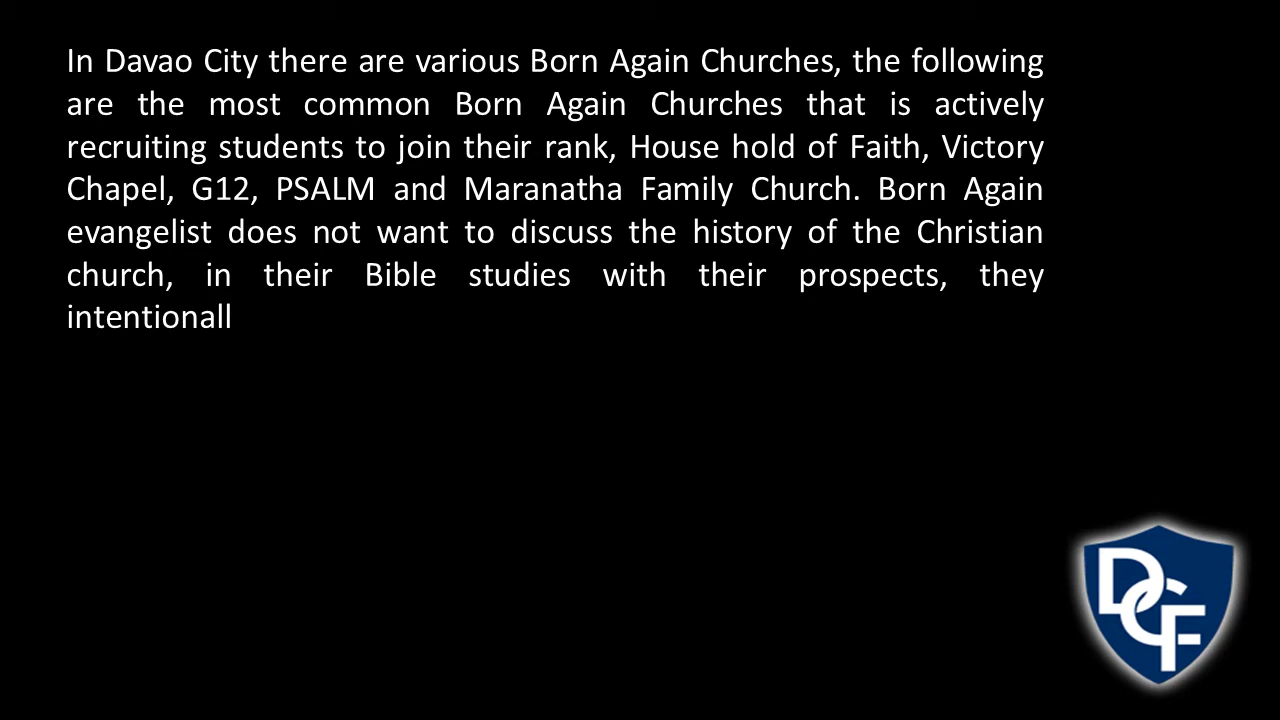 In Davao City there are various Born Again Churches, the following
are the most common Born Again Churches that is actively
recruiting students to join their rank, House hold of Faith, Victory
Chapel, G12, PSALM and Maranatha Family Church. Born Again
evangelist does not want to discuss the history of the Christian
church, in their Bible studies with their prospects, they
intentionall
DCF